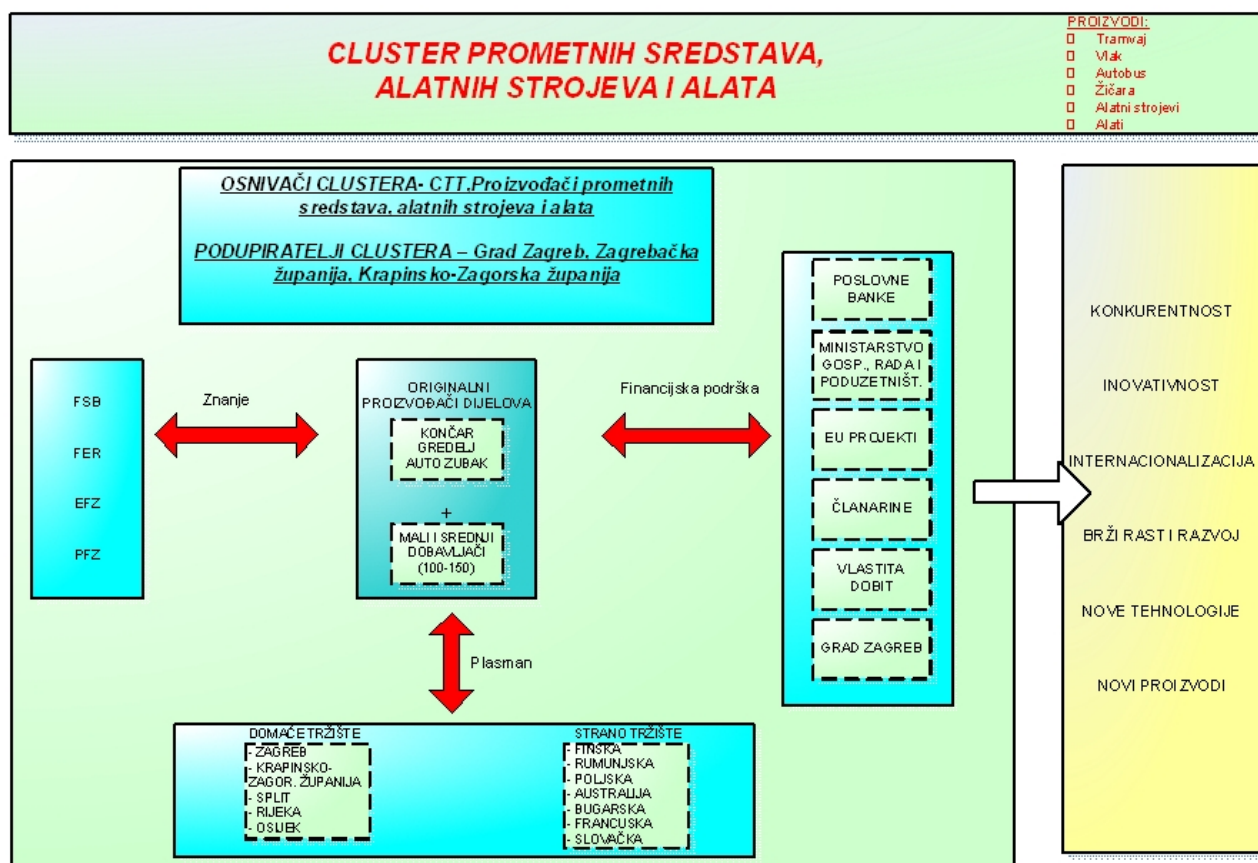 CLUSTER PROMETNIH SREDSTAVA,
ALATNIH STROJEVA I ALATA
PROIZVODI:
Tramvaj
Vlak
Autobus
Žičara
Alatni strojevi
Alati
OSNIVAČI CLUSTERA- CTT,Proizvođači prometnih
sredstava, alatnih strojeva i alata
PODUPIRATELJI CLUSTERA – Grad Zagreb, Zagrebačka
županija, Krapinsko-Zagorska županija
FSB
FER
EFZ
PFZ
Znanje
ORIGINALNI
PROIZVOĐAČI DIJELOVA
KONČAR
GREDELJ
AUTO ZUBAK
+
MALI I SREDNJI
DOBAVLJAČI
(100-150)
Financijska podrška
POSLOVNE
BANKE
MINISTARSTVO
GOSP., RADA I
PODUZETNIŠT.
EU PROJEKTI
ČLANARINE
VLASTITA
DOBIT
GRAD ZAGREB
Plasman
DOMAĆE TRŽIŠTE
- ZAGREB
- KRAPINSKO-
ZAGOR. ŽUPANIJA
- SPLIT
- RIJEKA
- OSIJEK
STRANO TRŽIŠTE
- FINSKA
- RUMUNJSKA
- POLJSKA
- AUSTRALIJA
- BUGARSKA
- FRANCUSKA
- SLOVAČKA
KONKURENTNOST
INOVATIVNOST
INTERNACIONALIZACIJA
BRŽI RAST I RAZVOJ
NOVE TEHNOLOGIJE
NOVI PROIZVODI